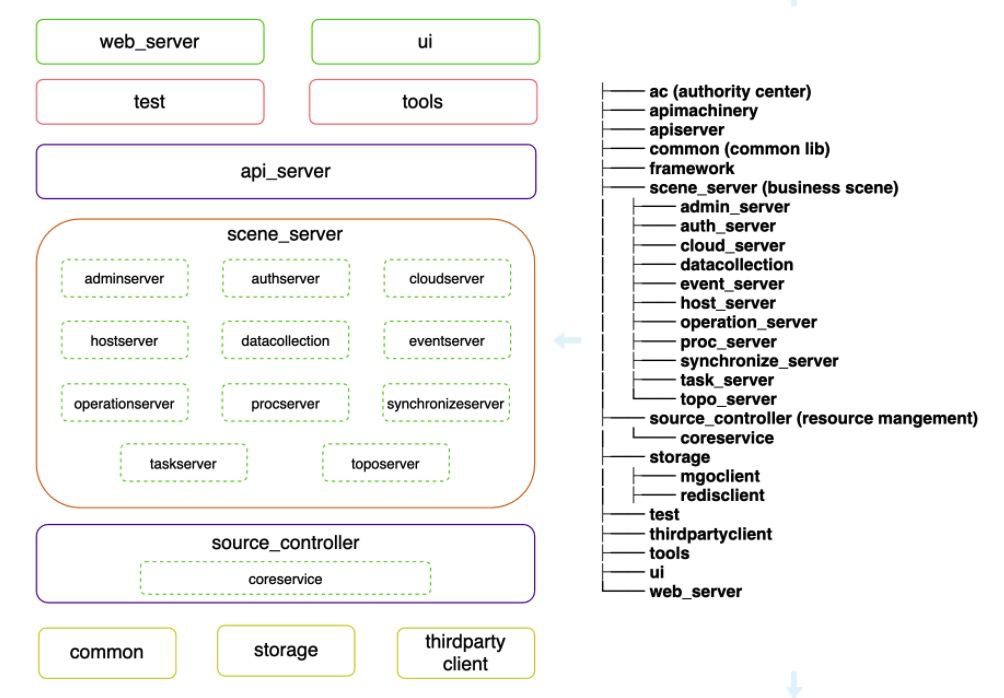 web_server
ui
test
tools
api_server
scene_server
adminserver
authserver
cloudserver
hostserver
datacollection
eventserver
operationserver
procserver
synchronizeserver
taskserver
toposerver
source_controller
coreservice
common
storage
thirdparty
client
ac (authority center)
apimachinery
apiserver
common (common lib)
framework
scene_server (business scene)
admin_server
auth_server
cloud_server
datacollection
event_server
host_server
operation_server
proc_server
synchronize_server
task_server
topo_server
source_controller (resource mangement)
coreservice
storage
mgoclient
redisclient
test
thirdpartyclient
tools
ui
web_server